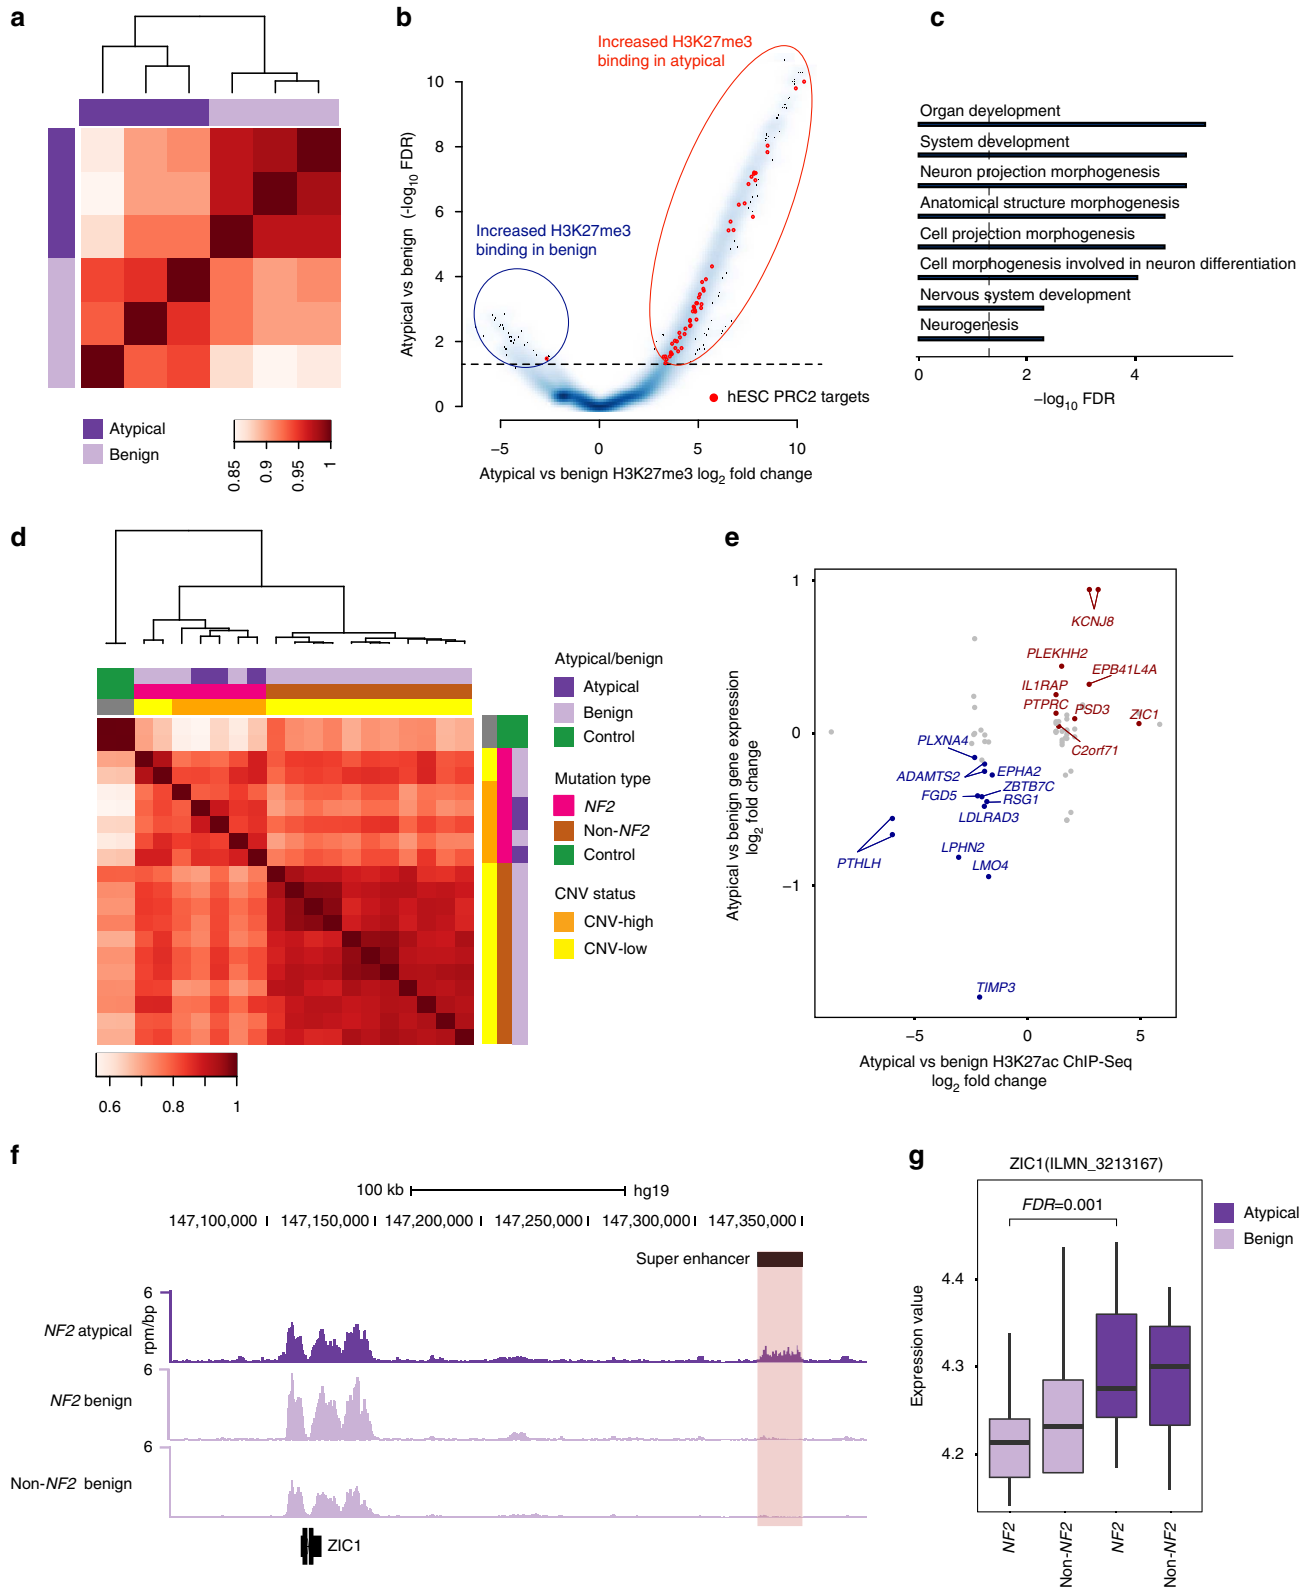 a
Atypical
Benign
0.85
0.9
0.95
1
b
Increased H3K27me3
binding in atypical
Increased H3K27me3
binding in benign
Atypical vs benign (-log10 FDR)
10
8
6
4
2
0
hESC PRC2 targets
−5
0
5
10
Atypical vs benign H3K27me3 log2 fold change
c
Organ development
System development
Neuron projection morphogenesis
Anatomical structure morphogenesis
Cell projection morphogenesis
Cell morphogenesis involved in neuron differentiation
Nervous system development
Neurogenesis
0
2
4
−log10 FDR
d
Atypical/benign
Atypical
Benign
Control
Mutation type
NF2
Non-NF2
Control
CNV status
CNV-high
CNV-low
0.6
0.8
1
e
Atypical vs benign gene expression
log2 fold change
1
0
−1
KCNJ8
PLEKHH2
EPB41L4A
IL1RAP
PTPRC
PSD3
ZIC1
C2orf71
PLXNA4
ADAMTS2
EPHA2
ZBTB7C
FGD5
RSG1
LDLRAD3
PTHLH
LPHN2
LMO4
TIMP3
−5
0
5
Atypical vs benign H3K27ac ChIP-Seq
log2 fold change
f
100 kb
hg19
147,100,000
147,150,000
147,200,000
147,250,000
147,300,000
147,350,000
Super enhancer
6
rpm/bp
NF2 atypical
6
NF2 benign
6
Non-NF2 benign
ZIC1
g
ZIC1(ILMN_3213167)
FDR=0.001
Atypical
Benign
Expression value
4.4
4.3
4.2
NF2
Non-NF2
NF2
Non-NF2